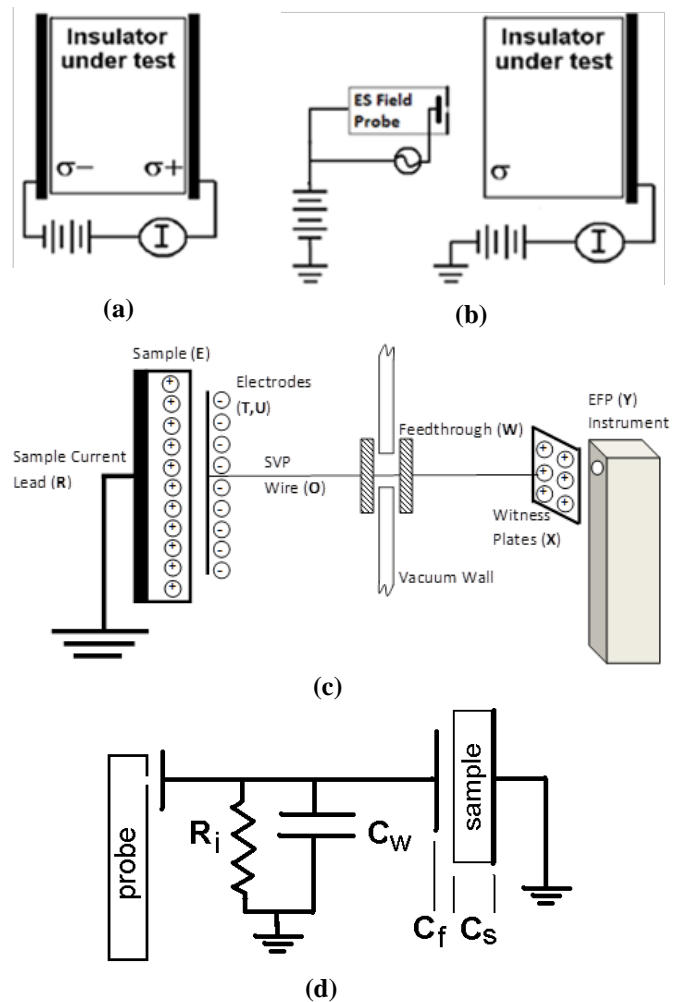 Insulator
under test
σ−
σ+
I
(a)
ES Field
Probe
Insulator
under test
σ
I
(b)
Sample (E)
Electrodes
(T,U)
Sample Current
Lead (R)
SVP
Wire (O)
Feedthrough (W)
EFP (Y)
Instrument
Witness
Plates (X)
Vacuum Wall
(c)
probe
Ri
Cw
sample
Cf
Cs
(d)